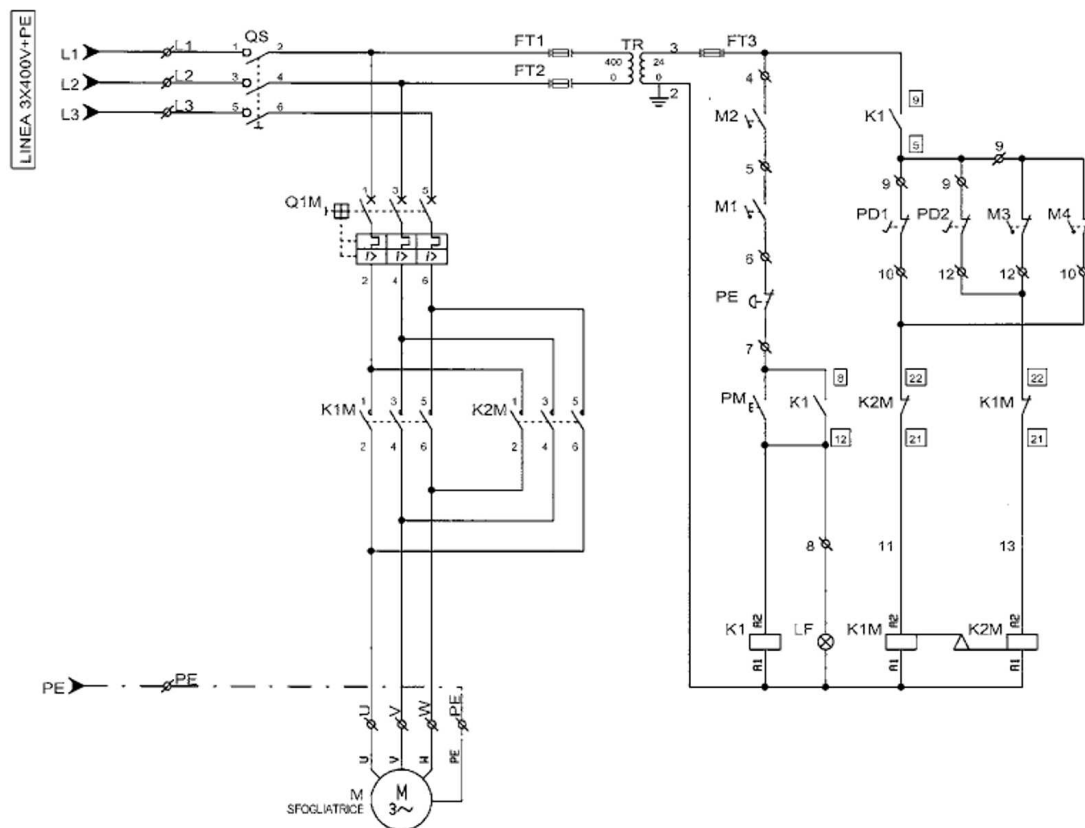 LINEA 3X400V+PE
L1 L1 1 QS 2 FT1 TR 3 FT3
L2 L2 3 4 FT2 400 24
L3 L3 5 6 0 0 2
4 9
M2 K1
5 5
9
9 9
M1 PD1 PD2 M3 M4
6 10 12 12 10
1 3 5
Q1M
I> I> I>
2 4 6
PE
7
8 22 22
1 3 5 1 3 5
K1M K2M PM K1 K2M K1M
2 4 6 2 4 6
12 21 21
8 11 13
A2 A2 A2
K1 LF K1M K2M
A1 A1 A1
PE PE
U V W PE
U V W PE
M M
SFOGLIATRICE 3~